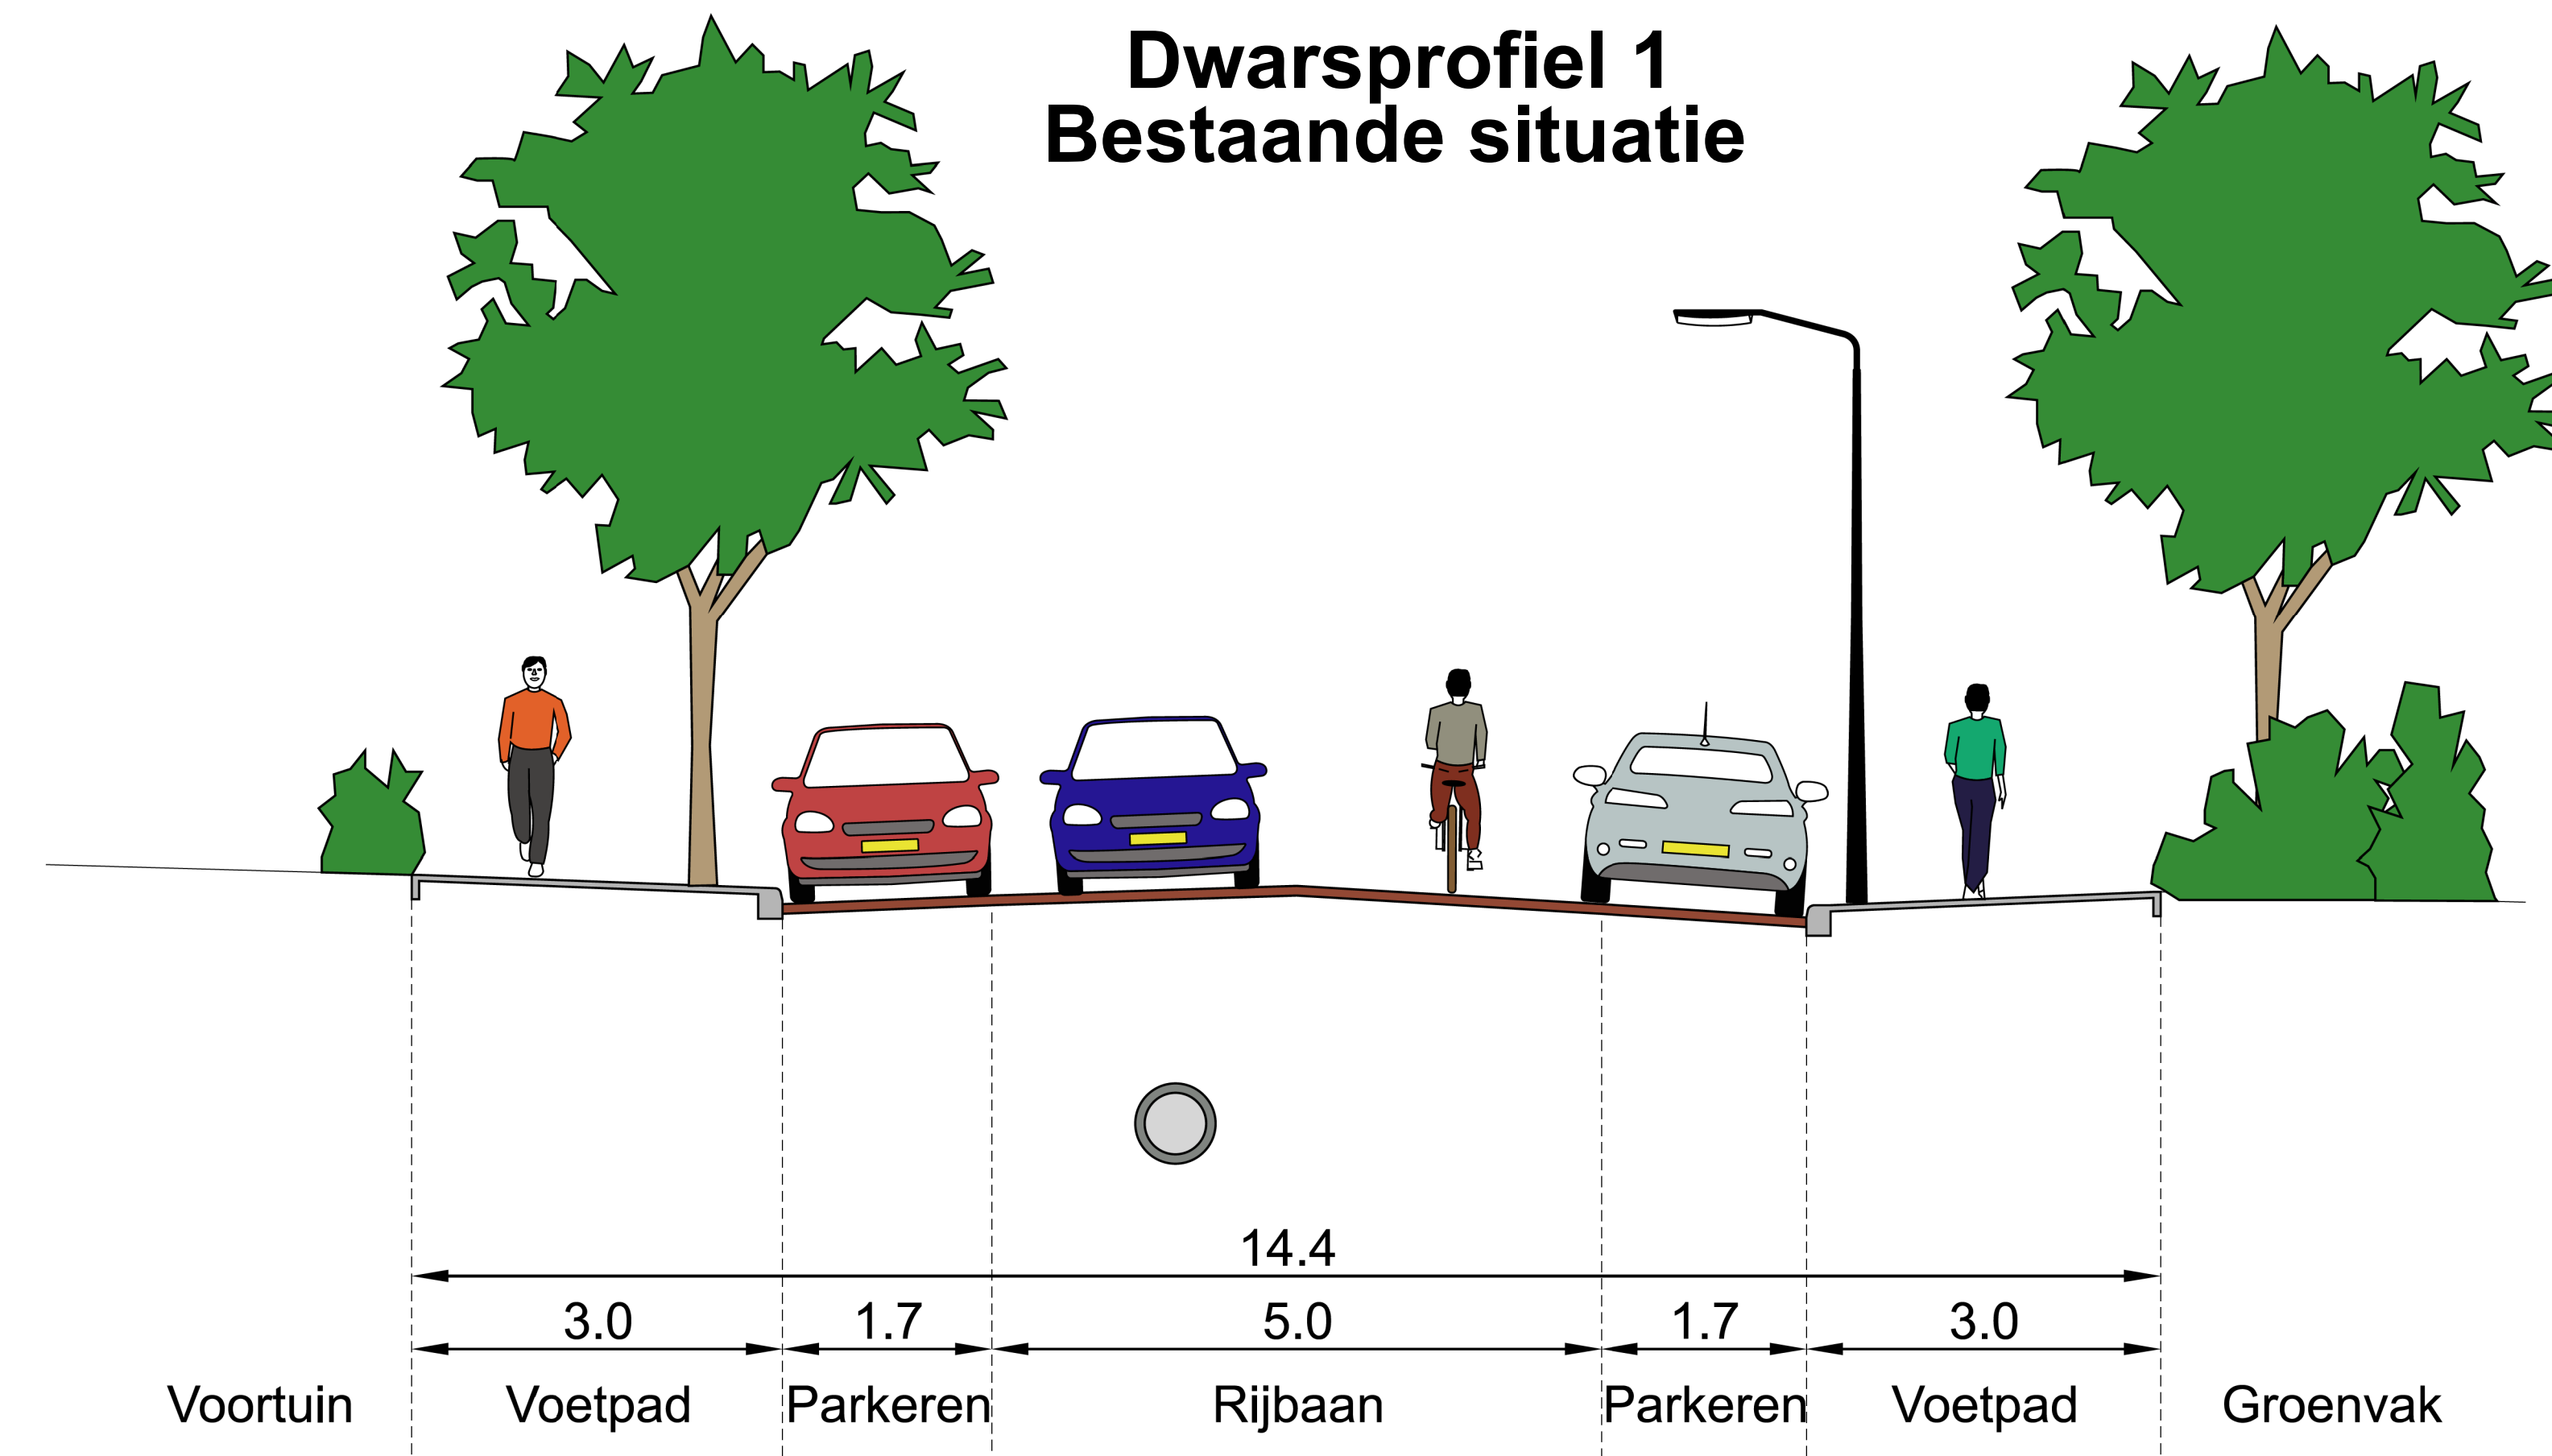 Dwarsprofiel 1
Bestaande situatie
14.4
3.0 1.7 5.0 1.7 3.0
Voortuin Voetpad Parkeren Rijbaan Parkeren Voetpad Groenvak